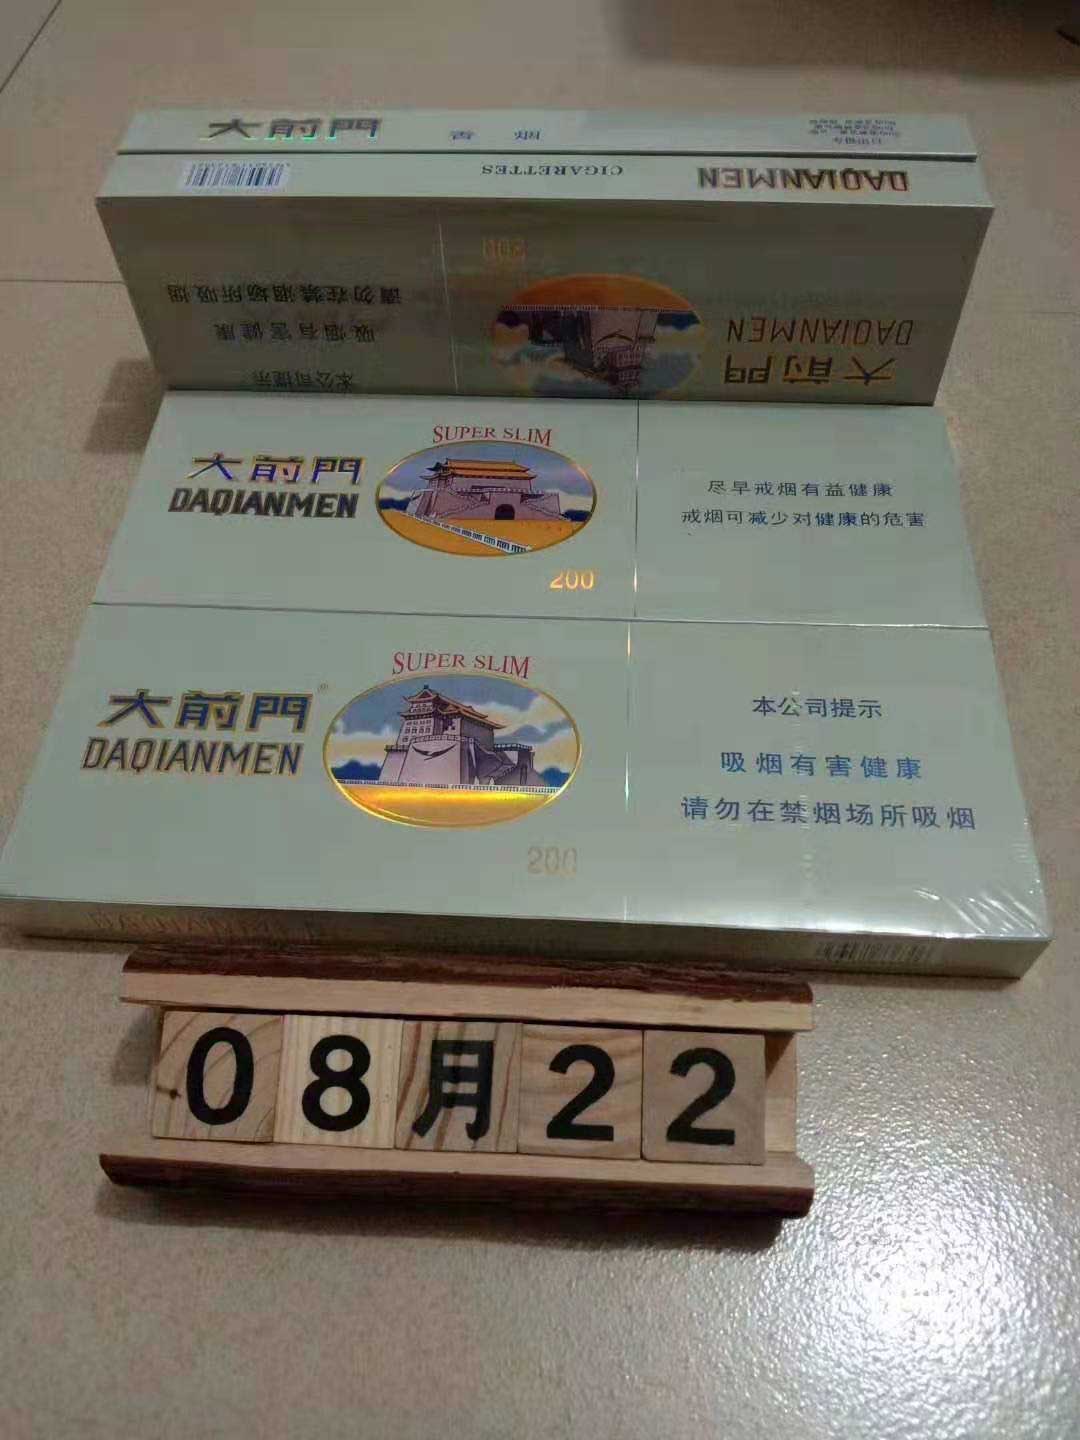 大前門 香 烟
CIGARETTES DAQIANMEN
200
请勿在禁烟场所吸烟
吸烟有害健康
本公司提示
DAQIANMEN
大前門
SUPER SLIM
大前門
DAQIANMEN
200
尽早戒烟有益健康
戒烟可减少对健康的危害
SUPER SLIM
大前門®
DAQIANMEN
200
本公司提示
吸烟有害健康
请勿在禁烟场所吸烟
DAQIANMEN
08月22